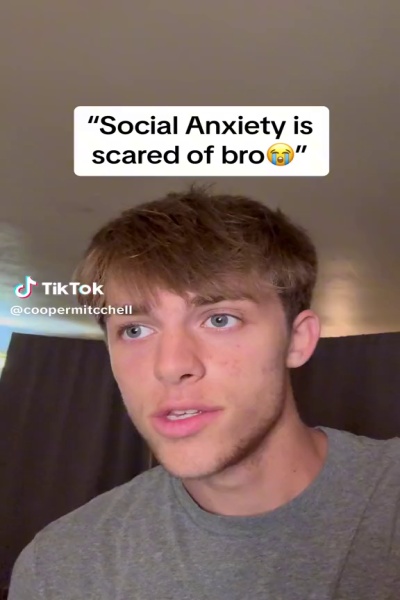 “Social Anxiety is
scared of bro😭”
TikTok
@coopermitcchell